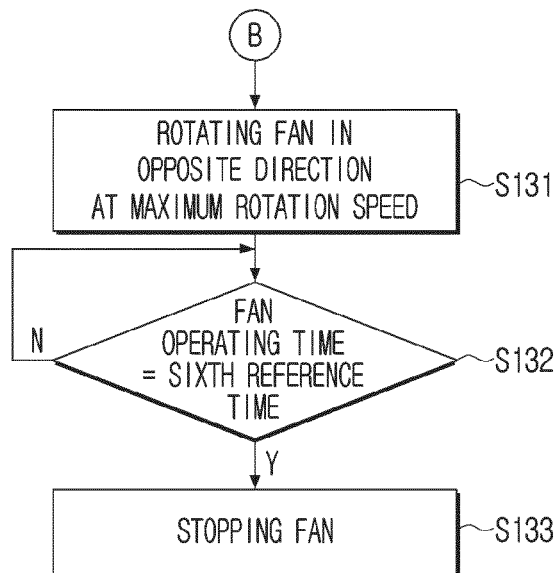 B
ROTATING FAN IN
OPPOSITE DIRECTION
AT MAXIMUM ROTATION SPEED
S131
FAN
OPERATING TIME
= SIXTH REFERENCE
TIME
N
S132
Y
STOPPING FAN
S133